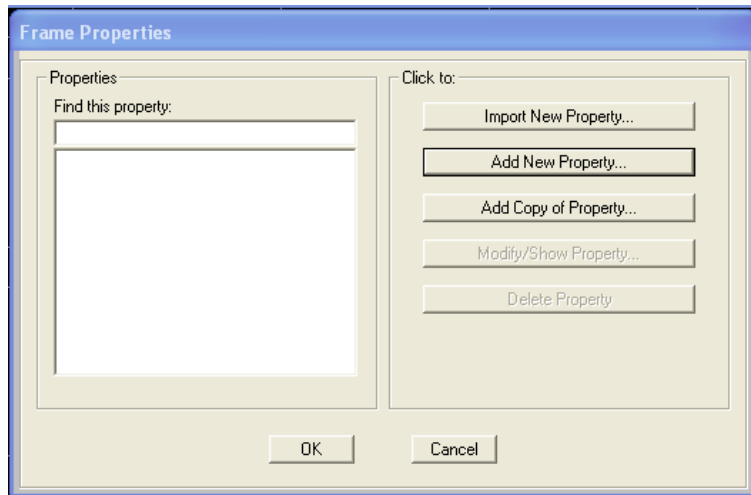 Frame Properties
Properties
Find this property:
Click to:
Import New Property...
Add New Property...
Add Copy of Property...
Modify/Show Property...
Delete Property
OK
Cancel